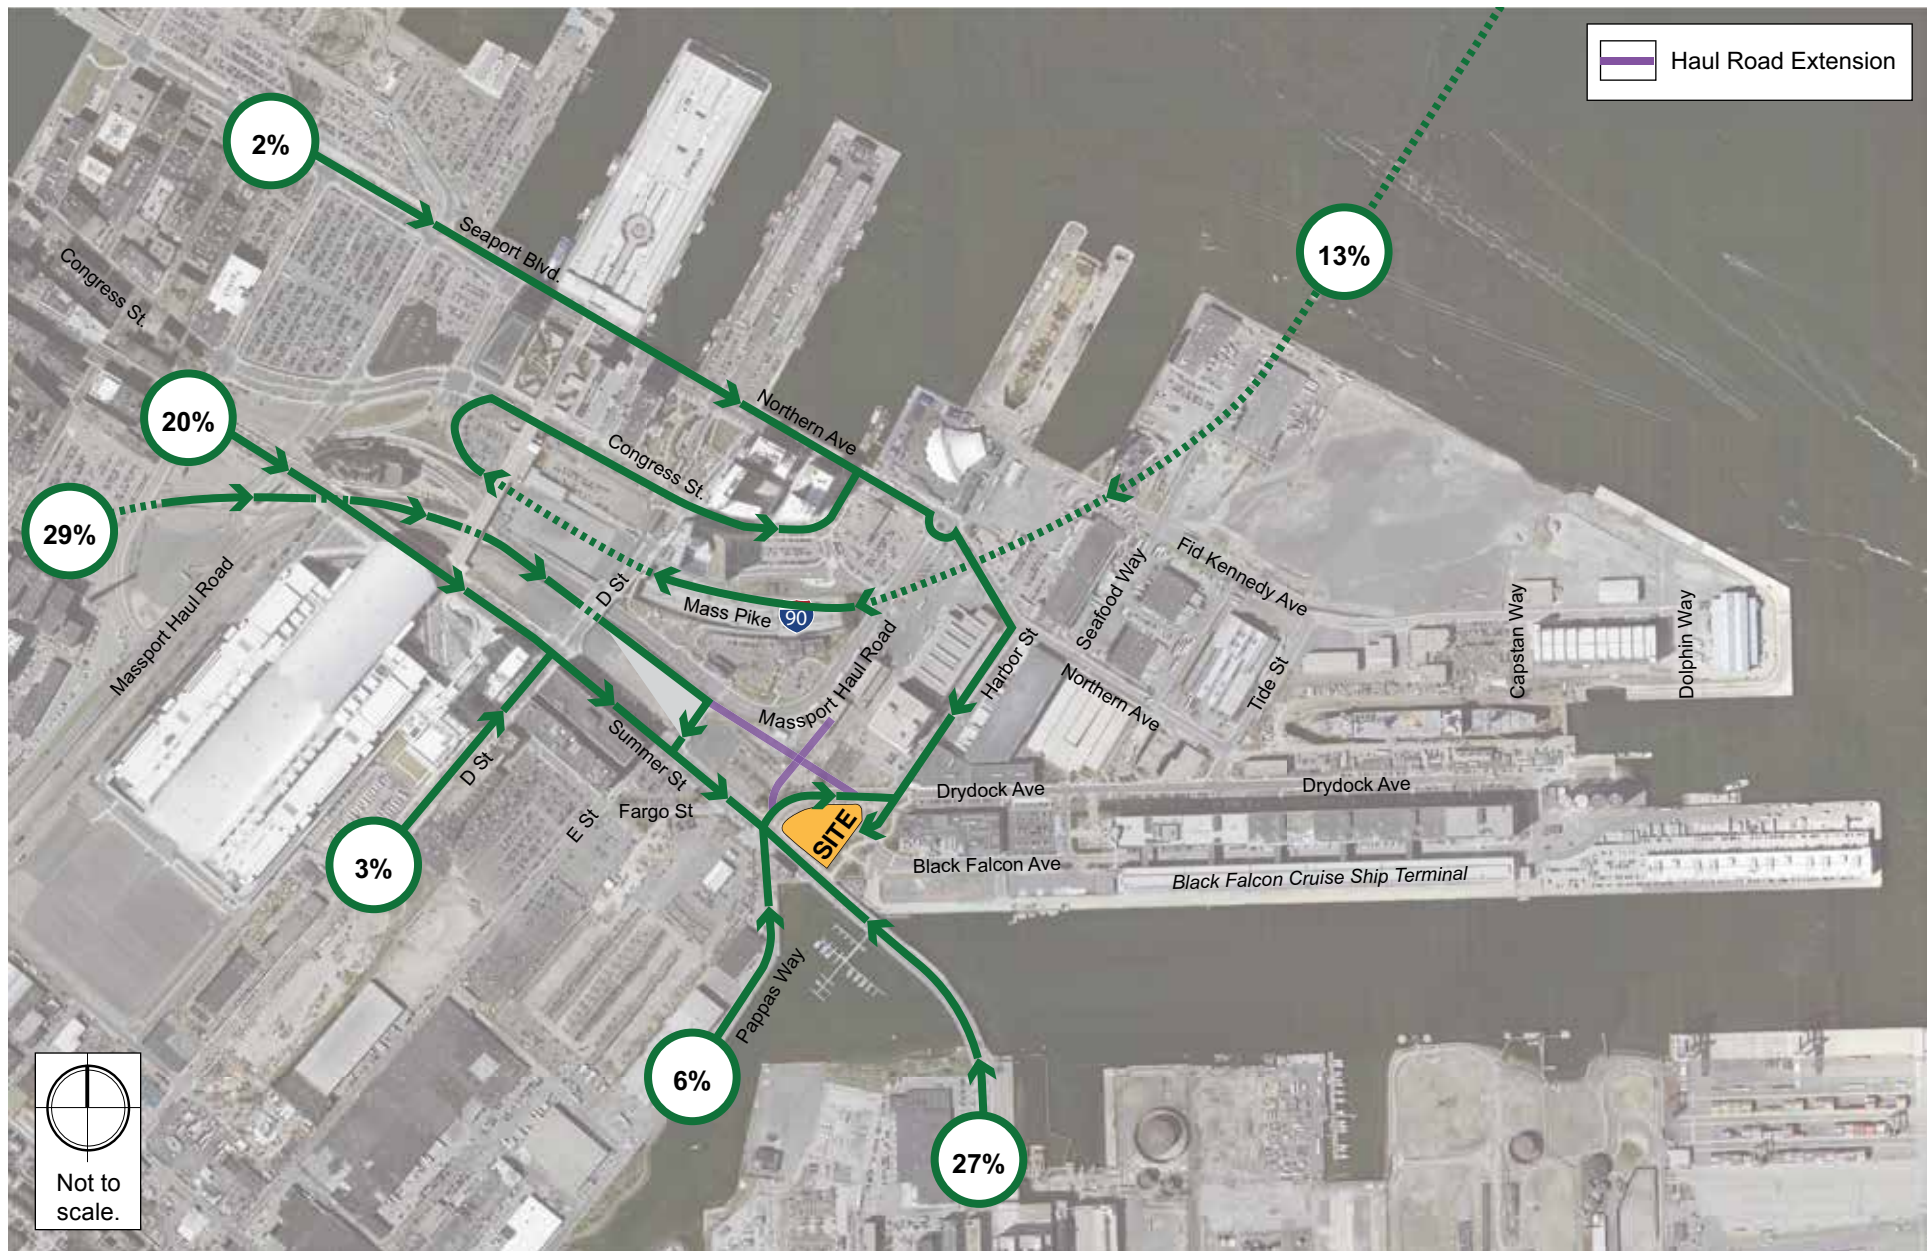 Haul Road Extension
2%
13%
Seaport Blvd.
Congress St.
Northern Ave
20%
Congress St.
29%
Massport Haul Road
D St
Mass Pike
90
Massport Haul Road
Seafood Way
Fid Kennedy Ave
Harbor St
Northern Ave
Tide St
Capstan Way
Dolphin Way
Summer St
D St
E St
Fargo St
Drydock Ave
Drydock Ave
SITE
Black Falcon Ave
Black Falcon Cruise Ship Terminal
3%
Pappas Way
6%
27%
Not to
scale.